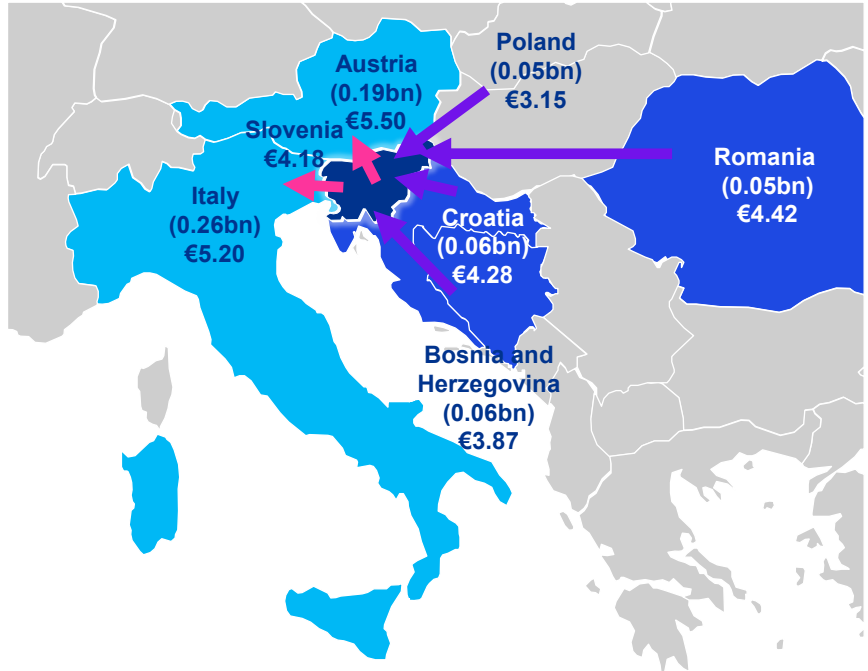 Poland
(0.05bn)
€3.15
Austria
(0.19bn)
€5.50
Slovenia
€4.18
Italy
(0.26bn)
€5.20
Romania
(0.05bn)
€4.42
Croatia
(0.06bn)
€4.28
Bosnia and
Herzegovina
(0.06bn)
€3.87